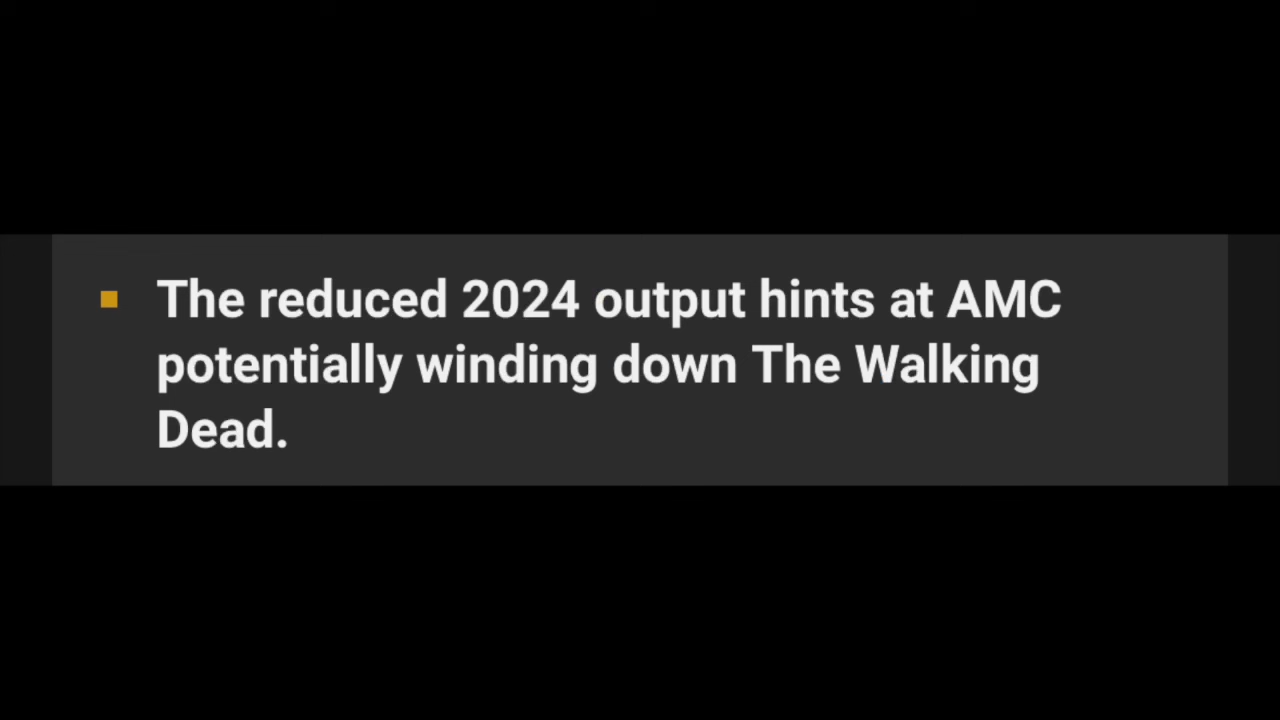 The reduced 2024 output hints at AMC
potentially winding down The Walking
Dead.